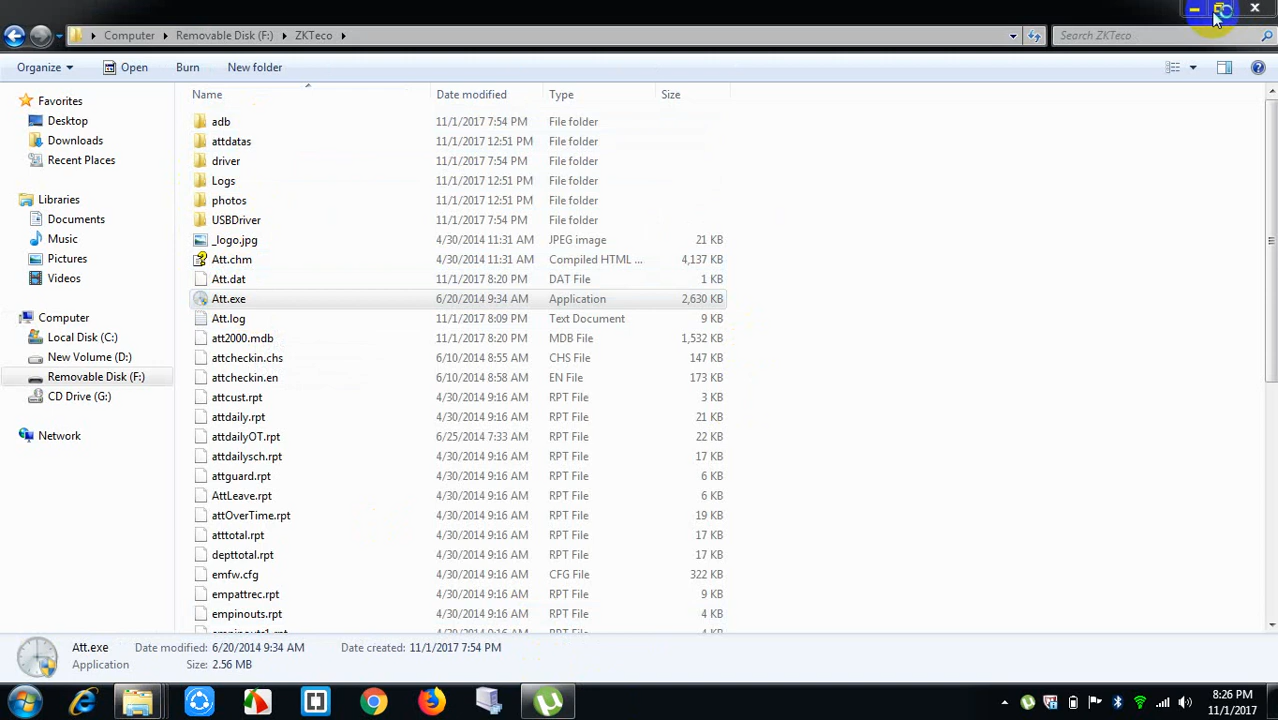 Computer ▸ Removable Disk (F:) ▸ ZKTeco ▸
Search ZKTeco
Organize Open Burn New folder
Name Date modified Type Size
Favorites
Desktop
Downloads
Recent Places
Libraries
Documents
Music
Pictures
Videos
Computer
Local Disk (C:)
New Volume (D:)
Removable Disk (F:)
CD Drive (G:)
Network
adb 11/1/2017 7:54 PM File folder
attdatas 11/1/2017 12:51 PM File folder
driver 11/1/2017 7:54 PM File folder
Logs 11/1/2017 12:51 PM File folder
photos 11/1/2017 12:51 PM File folder
USBDriver 11/1/2017 7:54 PM File folder
_logo.jpg 4/30/2014 11:31 AM JPEG image 21 KB
Att.chm 4/30/2014 11:31 AM Compiled HTML ... 4,137 KB
Att.dat 11/1/2017 8:20 PM DAT File 1 KB
Att.exe 6/20/2014 9:34 AM Application 2,630 KB
Att.log 11/1/2017 8:09 PM Text Document 9 KB
att2000.mdb 11/1/2017 8:20 PM MDB File 1,532 KB
attcheckin.chs 6/10/2014 8:55 AM CHS File 147 KB
attcheckin.en 6/10/2014 8:58 AM EN File 173 KB
attcust.rpt 4/30/2014 9:16 AM RPT File 3 KB
attdaily.rpt 4/30/2014 9:16 AM RPT File 21 KB
attdailyOT.rpt 6/25/2014 7:33 AM RPT File 22 KB
attdailysch.rpt 4/30/2014 9:16 AM RPT File 17 KB
attguard.rpt 4/30/2014 9:16 AM RPT File 6 KB
AttLeave.rpt 4/30/2014 9:16 AM RPT File 6 KB
attOverTime.rpt 4/30/2014 9:16 AM RPT File 19 KB
atttotal.rpt 4/30/2014 9:16 AM RPT File 17 KB
depttotal.rpt 4/30/2014 9:16 AM RPT File 17 KB
emfw.cfg 4/30/2014 9:16 AM CFG File 322 KB
empattrec.rpt 4/30/2014 9:16 AM RPT File 9 KB
empinouts.rpt 4/30/2014 9:16 AM RPT File 4 KB
empinouts1.rpt 4/30/2014 9:16 AM RPT File 4 KB
Att.exe Date modified: 6/20/2014 9:34 AM Date created: 11/1/2017 7:54 PM
Application Size: 2.56 MB
8:26 PM
11/1/2017